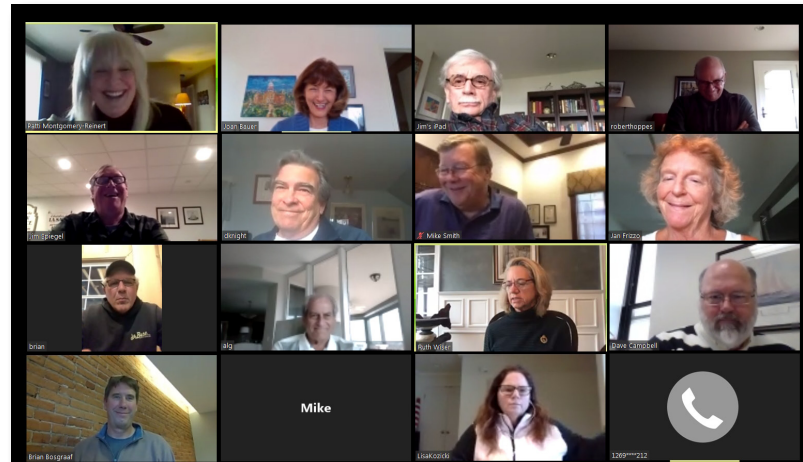 Patti Montgomery-Reinert
Joan Bauer
Jim's iPad
roberthoppes
Jim Spiegel
dknight
Mike Smith
Jan Frizzo
brian
alg
Ruth Wiser
Dave Campbell
Brian Bosgraaf
Mike
LisaKozicki
1269****212